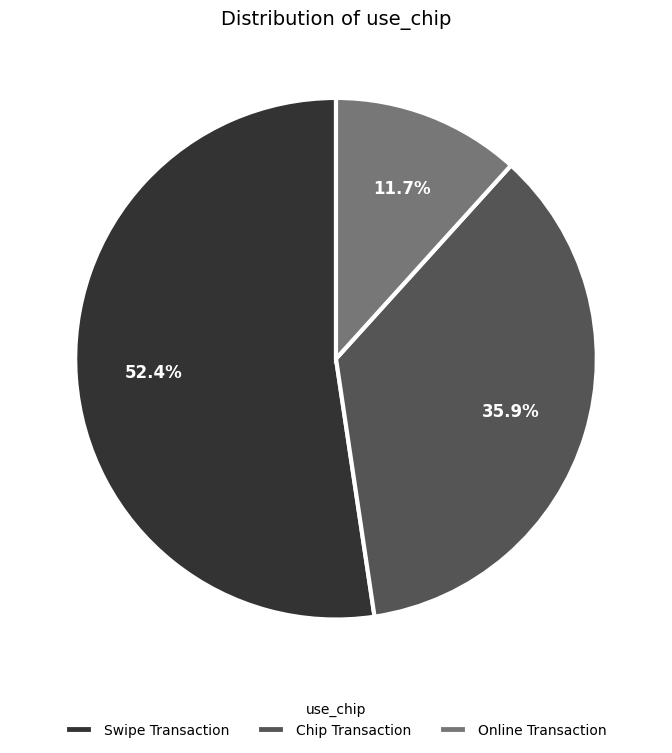 Distribution of use_chip
11.7%
52.4%
35.9%
use_chip
Swipe Transaction
Chip Transaction
Online Transaction